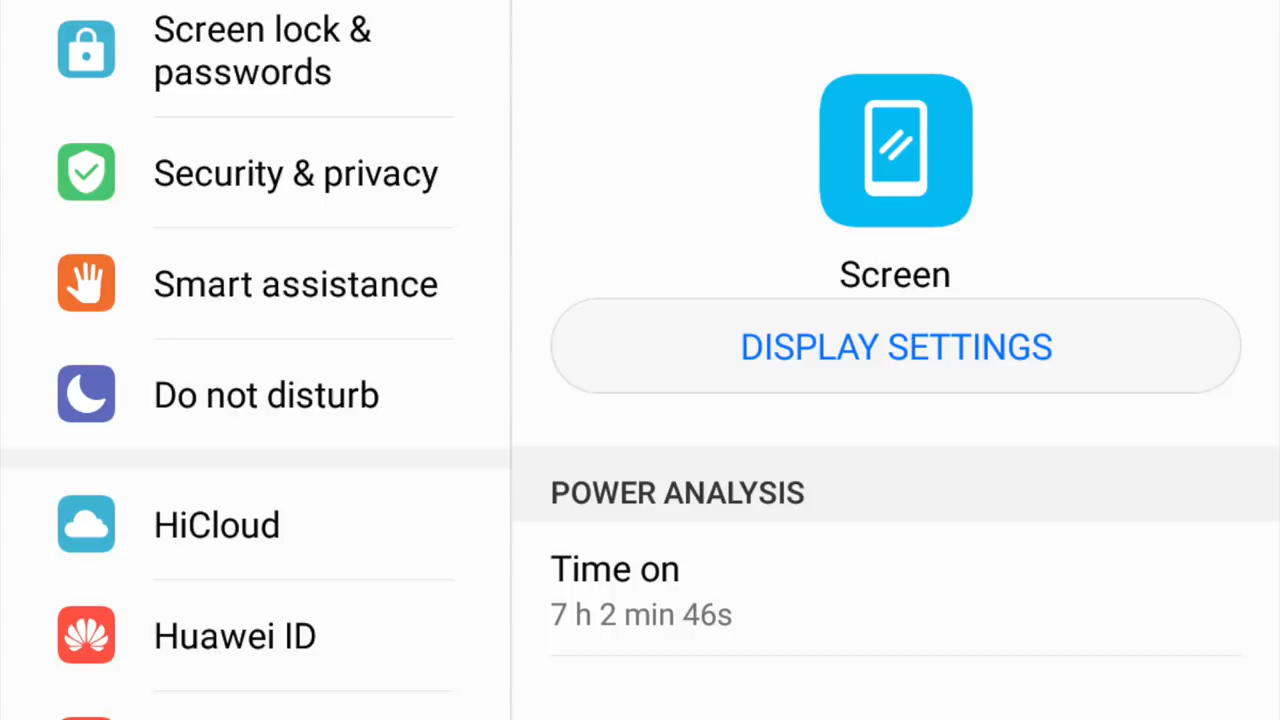 Screen lock &
passwords
Security & privacy
Smart assistance
Do not disturb
HiCloud
Huawei ID
Screen
DISPLAY SETTINGS
POWER ANALYSIS
Time on
7 h 2 min 46s